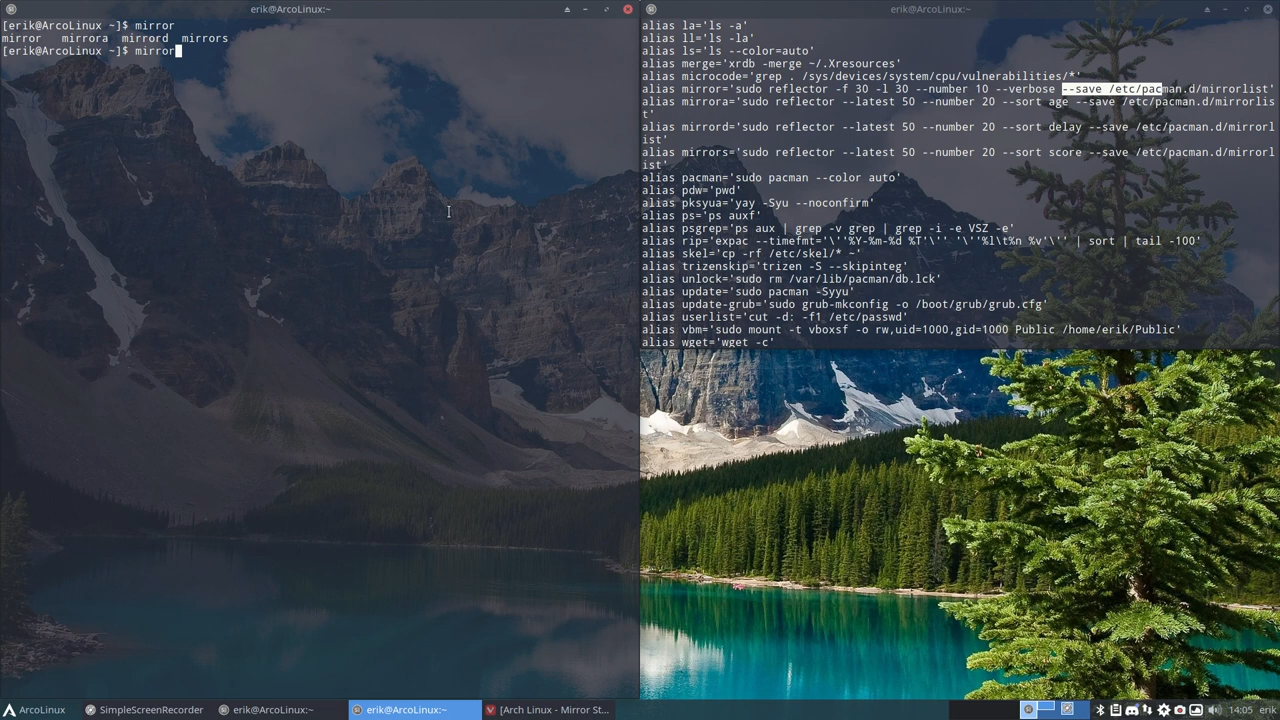 erik@ArcoLinux:~
[erik@ArcoLinux ~]$ mirror
mirror   mirrora  mirrord  mirrors
[erik@ArcoLinux ~]$ mirror
erik@ArcoLinux:~
alias la='ls -a'
alias ll='ls -la'
alias ls='ls --color=auto'
alias merge='xrdb -merge ~/.Xresources'
alias microcode='grep . /sys/devices/system/cpu/vulnerabilities/*'
alias mirror='sudo reflector -f 30 -l 30 --number 10 --verbose --save /etc/pacman.d/mirrorlist'
alias mirrora='sudo reflector --latest 50 --number 20 --sort age --save /etc/pacman.d/mirrorlis
t'
alias mirrord='sudo reflector --latest 50 --number 20 --sort delay --save /etc/pacman.d/mirrorl
ist'
alias mirrors='sudo reflector --latest 50 --number 20 --sort score --save /etc/pacman.d/mirrorl
ist'
alias pacman='sudo pacman --color auto'
alias pdw='pwd'
alias pksyua='yay -Syu --noconfirm'
alias ps='ps auxf'
alias psgrep='ps aux | grep -v grep | grep -i -e VSZ -e'
alias rip='expac --timefmt='\''%Y-%m-%d %T'\'' '\''%l\t%n %v'\'' | sort | tail -100'
alias skel='cp -rf /etc/skel/* ~'
alias trizenskip='trizen -S --skipinteg'
alias unlock='sudo rm /var/lib/pacman/db.lck'
alias update='sudo pacman -Syyu'
alias update-grub='sudo grub-mkconfig -o /boot/grub/grub.cfg'
alias userlist='cut -d: -f1 /etc/passwd'
alias vbm='sudo mount -t vboxsf -o rw,uid=1000,gid=1000 Public /home/erik/Public'
alias wget='wget -c'
ArcoLinux
SimpleScreenRecorder
erik@ArcoLinux:~
erik@ArcoLinux:~
[Arch Linux - Mirror St...
14:05
erik